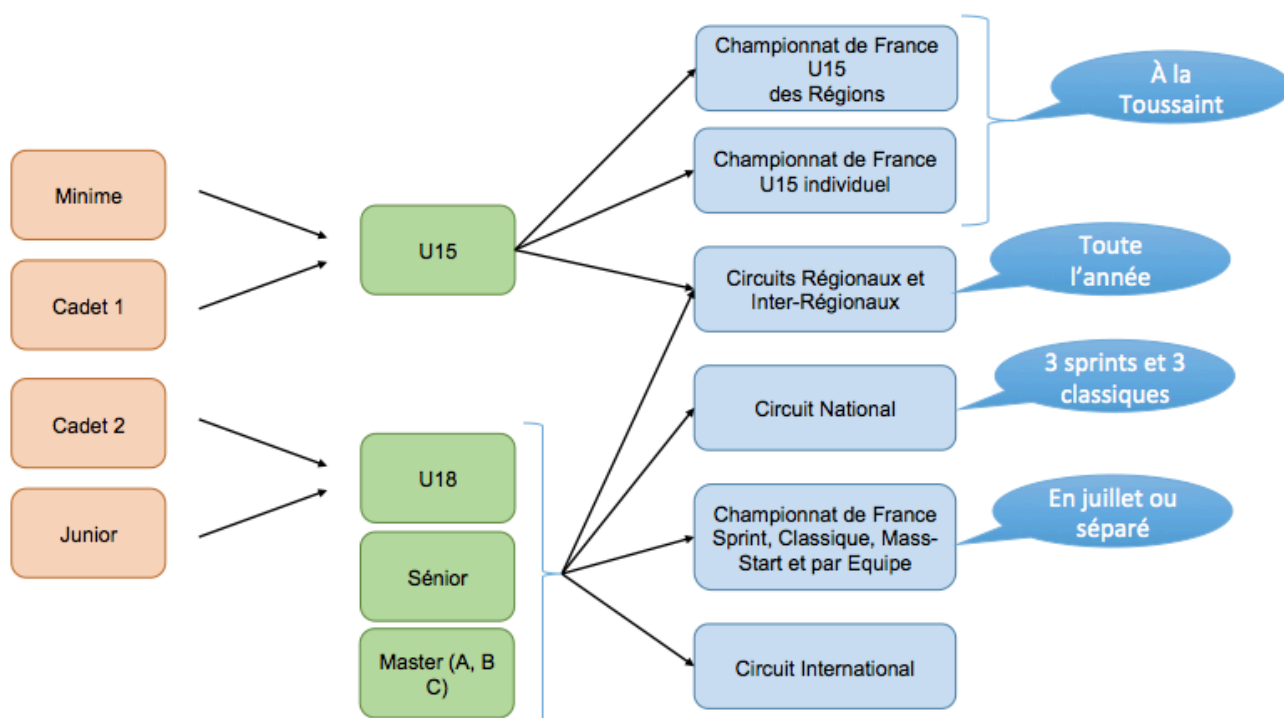 Minime
Cadet 1
Cadet 2
Junior
U15
U18
Sénior
Master (A, B
C)
Championnat de France
U15
des Régions
Championnat de France
U15 individuel
Circuits Régionaux et
Inter-Régionaux
Circuit National
Championnat de France
Sprint, Classique, Mass-
Start et par Equipe
Circuit International
À la
Toussaint
Toute
l’année
3 sprints et 3
classiques
En juillet ou
séparé